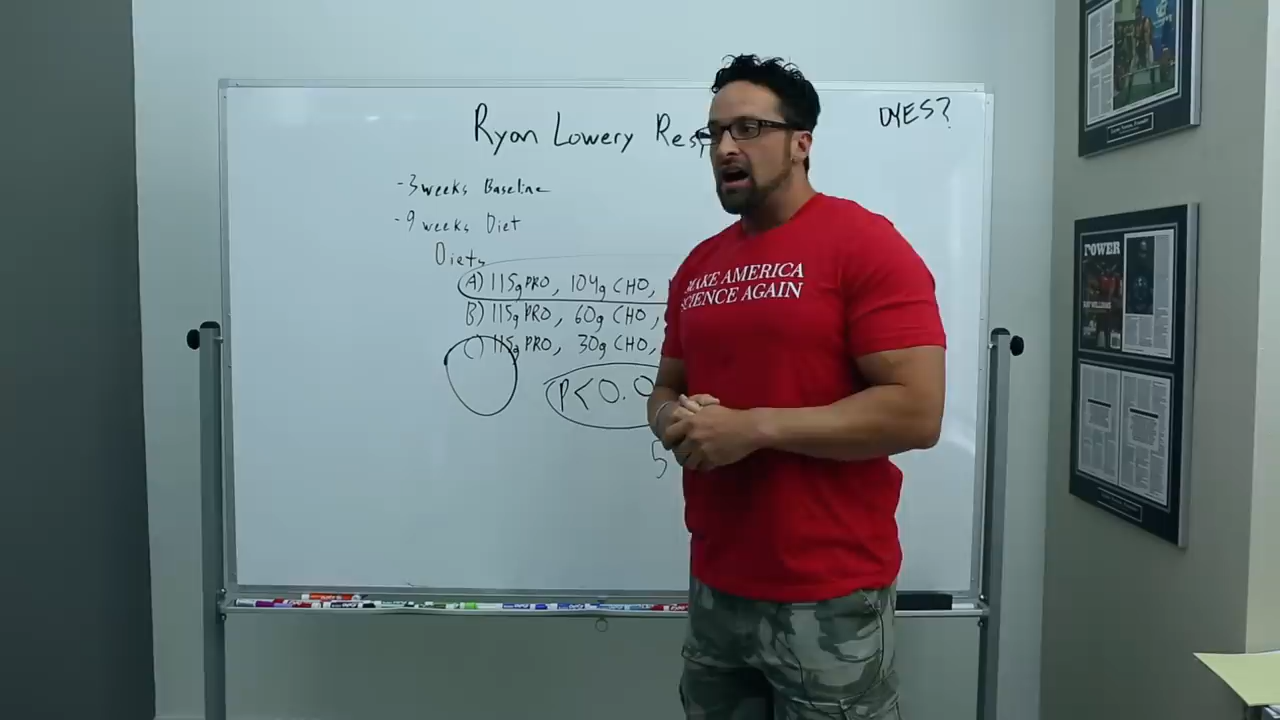 Ryan Lowery Res
DYES?
-3 weeks Baseline
-9 weeks Diet
Diets
A) 115g PRO, 104g CHO,
B) 115g PRO, 60g CHO,
C) 115g PRO, 30g CHO,
P < 0.0
5
MAKE AMERICA
SCIENCE AGAIN
POWER